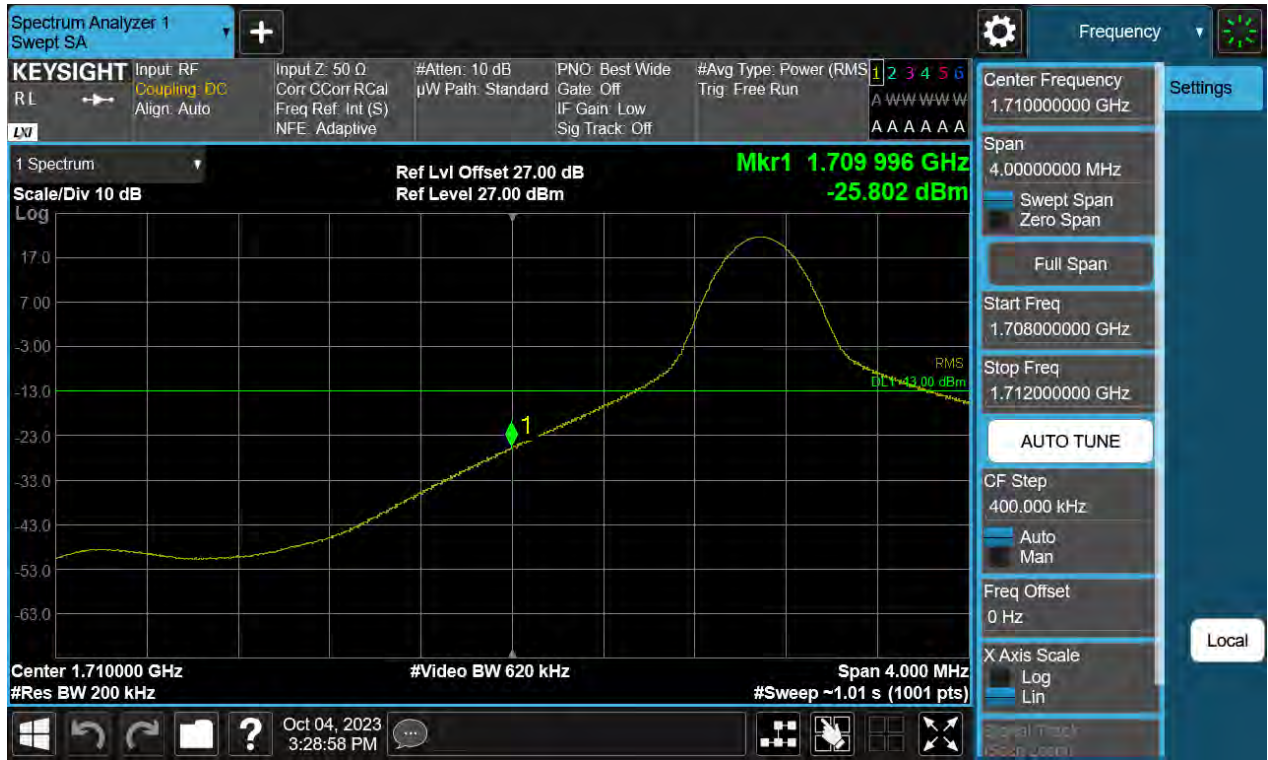 Spectrum Analyzer 1
Swept SA
Frequency
KEYSIGHT
RL
LXI
Input: RF
Coupling: DC
Align: Auto
Input Z: 50 Ω
Corr CCorr RCal
Freq Ref: Int (S)
NFE: Adaptive
#Atten: 10 dB
µW Path: Standard
PNO: Best Wide
Gate: Off
IF Gain: Low
Sig Track: Off
#Avg Type: Power (RMS
Trig: Free Run
1 2 3 4 5 6
A W W W W W
A A A A A A
1 Spectrum
Scale/Div 10 dB
Log
Ref Lvl Offset 27.00 dB
Ref Level 27.00 dBm
Mkr1 1.709 996 GHz
-25.802 dBm
17.0
7.00
-3.00
-13.0
-23.0
-33.0
-43.0
-53.0
-63.0
1
RMS
DL1 -13.00 dBm
Center 1.710000 GHz
#Res BW 200 kHz
#Video BW 620 kHz
Span 4.000 MHz
#Sweep ~1.01 s (1001 pts)
Oct 04, 2023
3:28:58 PM
Center Frequency
1.710000000 GHz
Settings
Span
4.00000000 MHz
Swept Span
Zero Span
Full Span
Start Freq
1.708000000 GHz
Stop Freq
1.712000000 GHz
AUTO TUNE
CF Step
400.000 kHz
Auto
Man
Freq Offset
0 Hz
X Axis Scale
Log
Lin
Local
Signal Track
(Span Zoom)